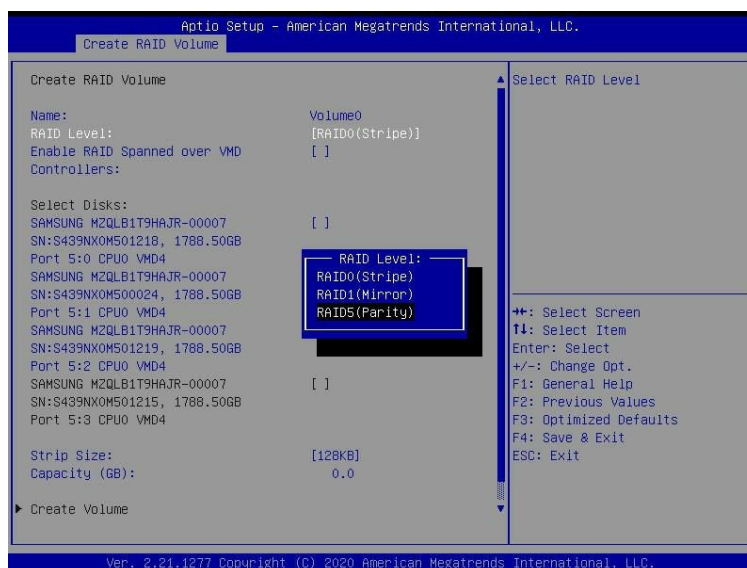 Aptio Setup - American Megatrends International, LLC.
Create RAID Volume
Create RAID Volume
Select RAID Level
Name: Volume0
RAID Level: [RAID0(Stripe)]
Enable RAID Spanned over VMD [ ]
Controllers:
Select Disks:
SAMSUNG MZQLB1T9HAJR-00007 [ ]
SN:S439NX0M501218, 1788.50GB
Port 5:0 CPU0 VMD4
SAMSUNG MZQLB1T9HAJR-00007
SN:S439NX0M500024, 1788.50GB
Port 5:1 CPU0 VMD4
SAMSUNG MZQLB1T9HAJR-00007
SN:S439NX0M501219, 1788.50GB
Port 5:2 CPU0 VMD4
SAMSUNG MZQLB1T9HAJR-00007 [ ]
SN:S439NX0M501215, 1788.50GB
Port 5:3 CPU0 VMD4
Strip Size: [128KB]
Capacity (GB): 0.0
Create Volume
RAID Level:
RAID0(Stripe)
RAID1(Mirror)
RAID5(Parity)
→←: Select Screen
↑↓: Select Item
Enter: Select
+/-: Change Opt.
F1: General Help
F2: Previous Values
F3: Optimized Defaults
F4: Save & Exit
ESC: Exit
Ver. 2.21.1277 Copyright (C) 2020 American Megatrends International, LLC.